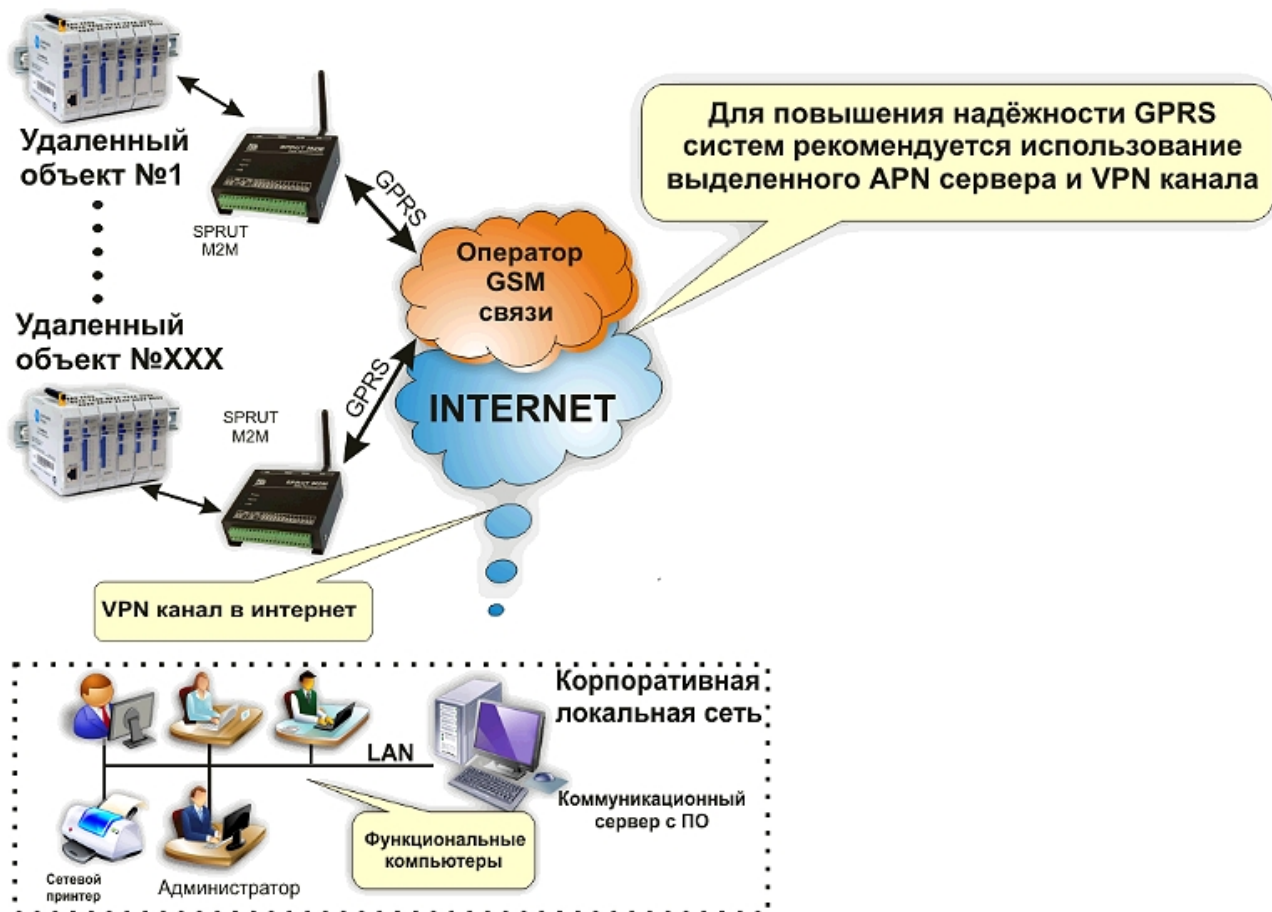 Удаленный
объект №1
SPRUT
M2M
GPRS
Для повышения надёжности GPRS
систем рекомендуется использование
выделенного APN сервера и VPN канала
Оператор
GSM
связи
Удаленный
объект №XXX
SPRUT
M2M
GPRS
INTERNET
VPN канал в интернет
Корпоративная
локальная сеть
LAN
Коммуникационный
сервер с ПО
Функциональные
компьютеры
Сетевой
принтер
Администратор